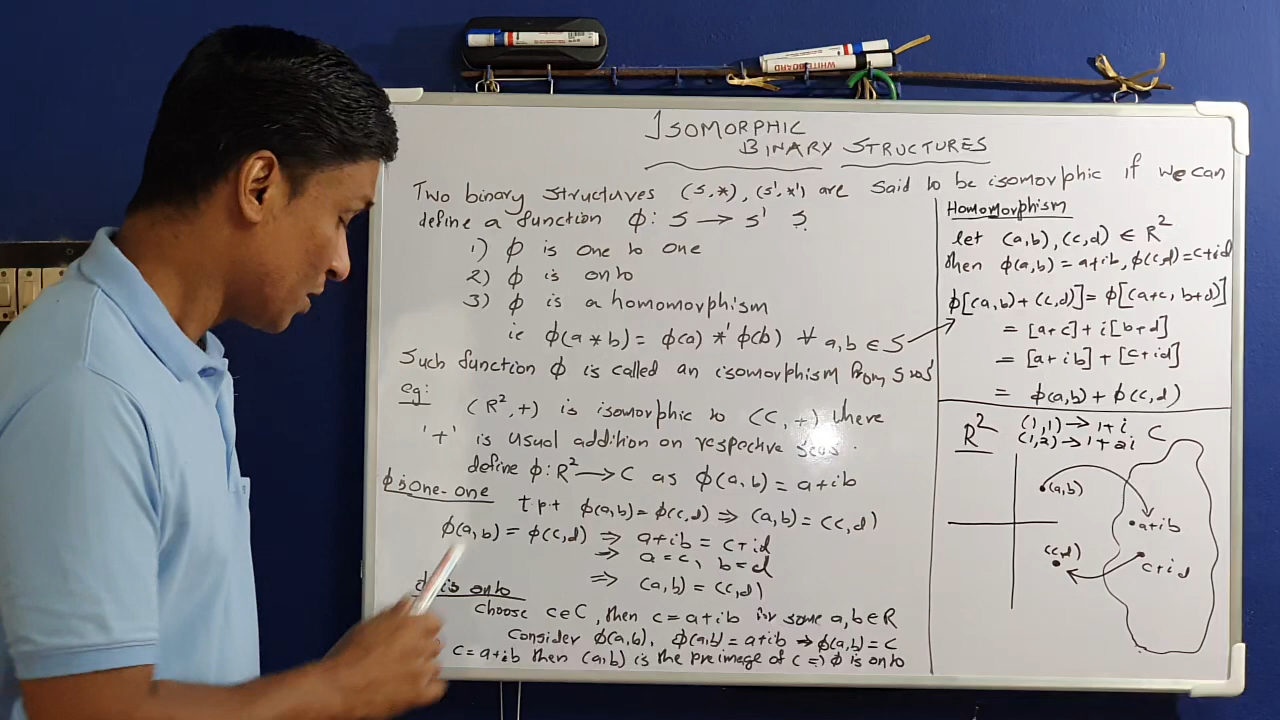 WHITEBOARD
ISOMORPHIC
BINARY STRUCTURES
Two binary structures (S,*), (S',*') are said to be isomorphic if we can
define a function ϕ: S → S' ∋.
1) ϕ is one to one
2) ϕ is onto
3) ϕ is a homomorphism
ie ϕ(a * b) = ϕ(a) *' ϕ(b) ∀ a,b ∈ S
Such function ϕ is called an isomorphism from S to S'
eg:
(R², +) is isomorphic to (C, +) where
'+' is usual addition on respective sets.
define ϕ: R² → C as ϕ(a,b) = a+ib
ϕ is One-one
t.p.t ϕ(a,b) = ϕ(c,d) ⇒ (a,b) = (c,d)
ϕ(a,b) = ϕ(c,d) ⇒ a+ib = c+id
⇒ a=c, b=d
⇒ (a,b) = (c,d)
is onto
choose c∈C, then c = a+ib for some a,b∈R
Consider ϕ(a,b), ϕ(a,b) = a+ib ⇒ ϕ(a,b) = c
c = a+ib then (a,b) is the preimage of c ⇒ ϕ is onto
Homomorphism
let (a,b), (c,d) ∈ R²
then ϕ(a,b) = a+ib, ϕ(c,d) = c+id
ϕ[(a,b) + (c,d)] = ϕ[(a+c, b+d)]
= [a+c] + i[b+d]
= [a+ib] + [c+id]
= ϕ(a,b) + ϕ(c,d)
R² (1,1) → 1+i C
(1,2) → 1+2i
(a,b)
a+ib
(c,d)
c+id